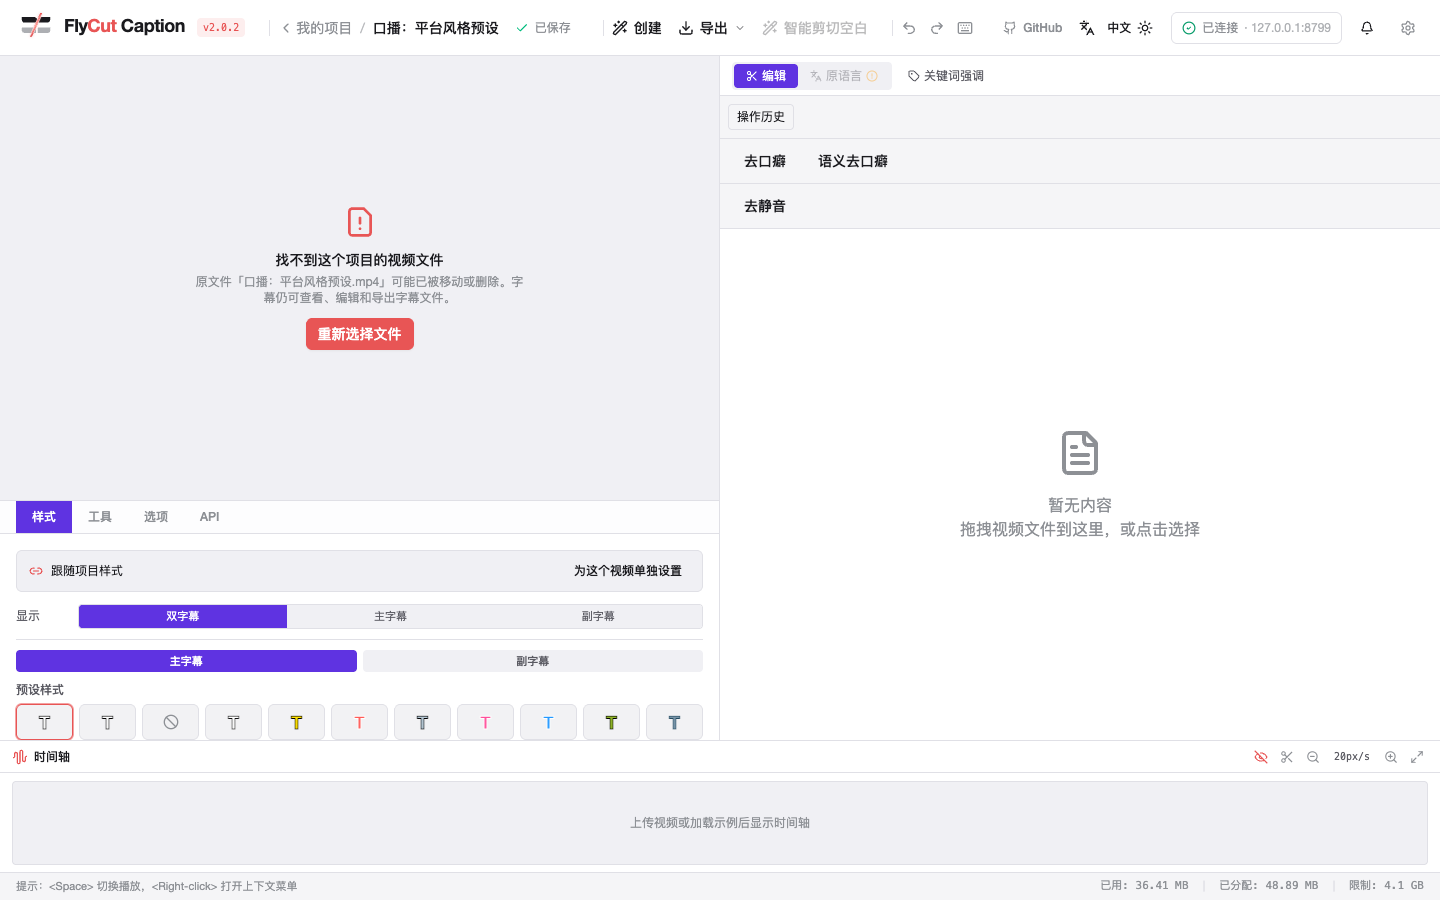 FlyCut Caption v2.0.2 我的项目 / 口播：平台风格预设 已保存 创建 导出 智能剪切空白 GitHub 中文 已连接 · 127.0.0.1:8799
编辑 原语言 关键词强调
操作历史
去口癖 语义去口癖
去静音
找不到这个项目的视频文件
原文件「口播：平台风格预设.mp4」可能已被移动或删除。字
幕仍可查看、编辑和导出字幕文件。
重新选择文件
暂无内容
拖拽视频文件到这里，或点击选择
样式 工具 选项 API
跟随项目样式 为这个视频单独设置
显示 双字幕 主字幕 副字幕
主字幕 副字幕
预设样式
T T T T T T T T T T
时间轴 20px/s
上传视频或加载示例后显示时间轴
提示：<Space> 切换播放，<Right-click> 打开上下文菜单 已用: 36.41 MB 已分配: 48.89 MB 限制: 4.1 GB